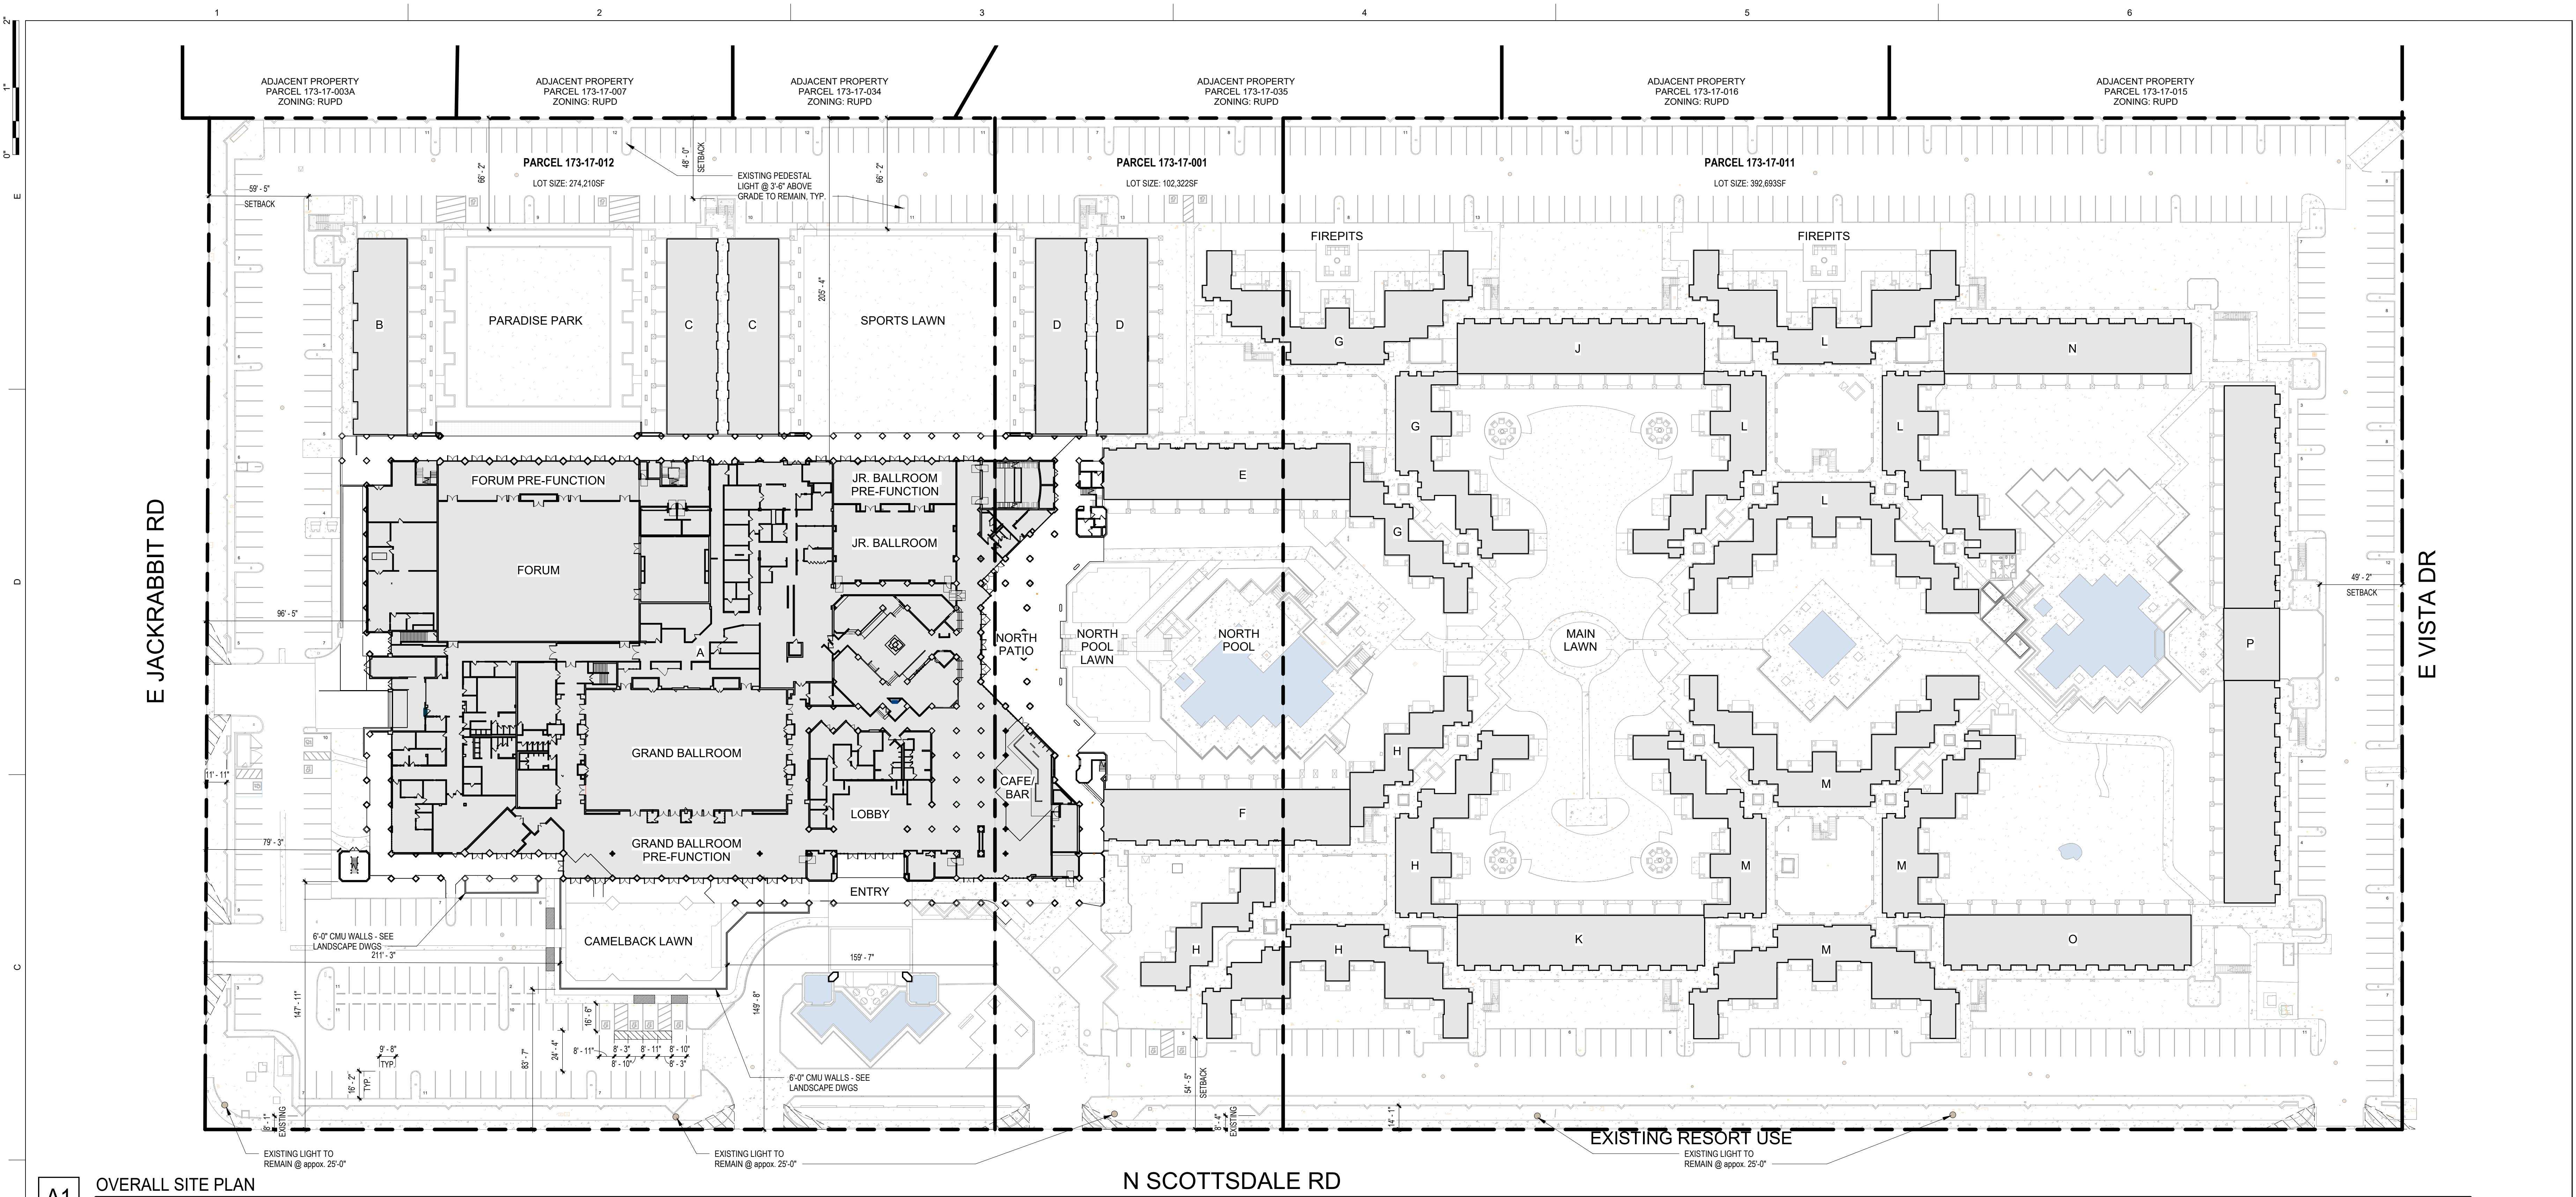 1
2
3
4
5
6
2"
1"
0"
E
D
C
ADJACENT PROPERTY
PARCEL 173-17-003A
ZONING: RUPD
ADJACENT PROPERTY
PARCEL 173-17-007
ZONING: RUPD
ADJACENT PROPERTY
PARCEL 173-17-034
ZONING: RUPD
ADJACENT PROPERTY
PARCEL 173-17-035
ZONING: RUPD
ADJACENT PROPERTY
PARCEL 173-17-016
ZONING: RUPD
ADJACENT PROPERTY
PARCEL 173-17-015
ZONING: RUPD
PARCEL 173-17-012
LOT SIZE: 274,210SF
PARCEL 173-17-001
LOT SIZE: 102,322SF
PARCEL 173-17-011
LOT SIZE: 392,693SF
59' - 5"
SETBACK
66' - 2"
48' - 0"
SETBACK
66' - 2"
205' - 4"
EXISTING PEDESTAL
LIGHT @ 3'-6" ABOVE
GRADE TO REMAIN, TYP.
FIREPITS
FIREPITS
B
PARADISE PARK
C
C
SPORTS LAWN
D
D
G
J
L
N
G
L
L
E
L
G
FORUM PRE-FUNCTION
JR. BALLROOM
PRE-FUNCTION
JR. BALLROOM
FORUM
A
NORTH
PATIO
NORTH
POOL
LAWN
NORTH
POOL
MAIN
LAWN
P
49' - 2"
SETBACK
E JACKRABBIT RD
E VISTA DR
96' - 5"
GRAND BALLROOM
CAFE/
BAR
LOBBY
GRAND BALLROOM
PRE-FUNCTION
ENTRY
H
M
F
H
M
M
H
H
K
M
O
11' - 11"
79' - 3"
6'-0" CMU WALLS - SEE
LANDSCAPE DWGS
211' - 3"
CAMELBACK LAWN
159' - 7"
147' - 11"
149' - 8"
83' - 7"
16' - 6"
24' - 4"
8' - 11"
8' - 3"
8' - 11"
8' - 10"
8' - 10"
8' - 3"
9' - 8"
TYP.
16' - 2"
TYP.
6'-0" CMU WALLS - SEE
LANDSCAPE DWGS
8' - 1"
EXISTING
54' - 5"
SETBACK
8' - 4"
EXISTING
14' - 1"
EXISTING RESORT USE
EXISTING LIGHT TO
REMAIN @ appox. 25'-0"
EXISTING LIGHT TO
REMAIN @ appox. 25'-0"
EXISTING LIGHT TO
REMAIN @ appox. 25'-0"
N SCOTTSDALE RD
A1
OVERALL SITE PLAN